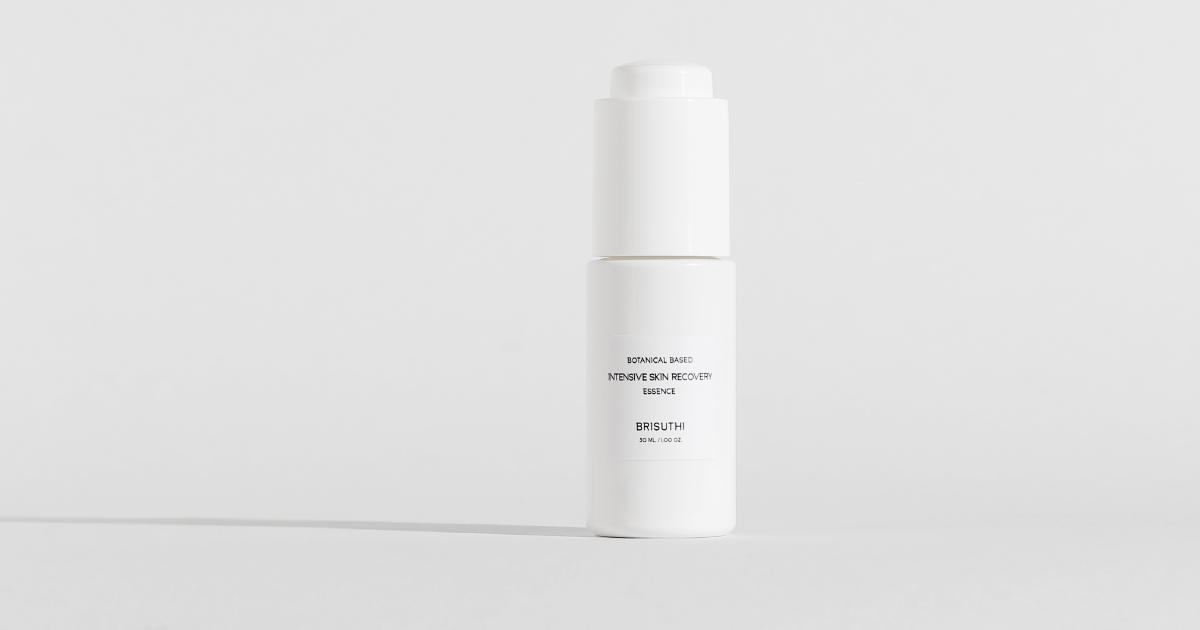 BOTANICAL BASED
INTENSIVE SKIN RECOVERY
ESSENCE
BRISUTHI
30 ML / 1.00 OZ.